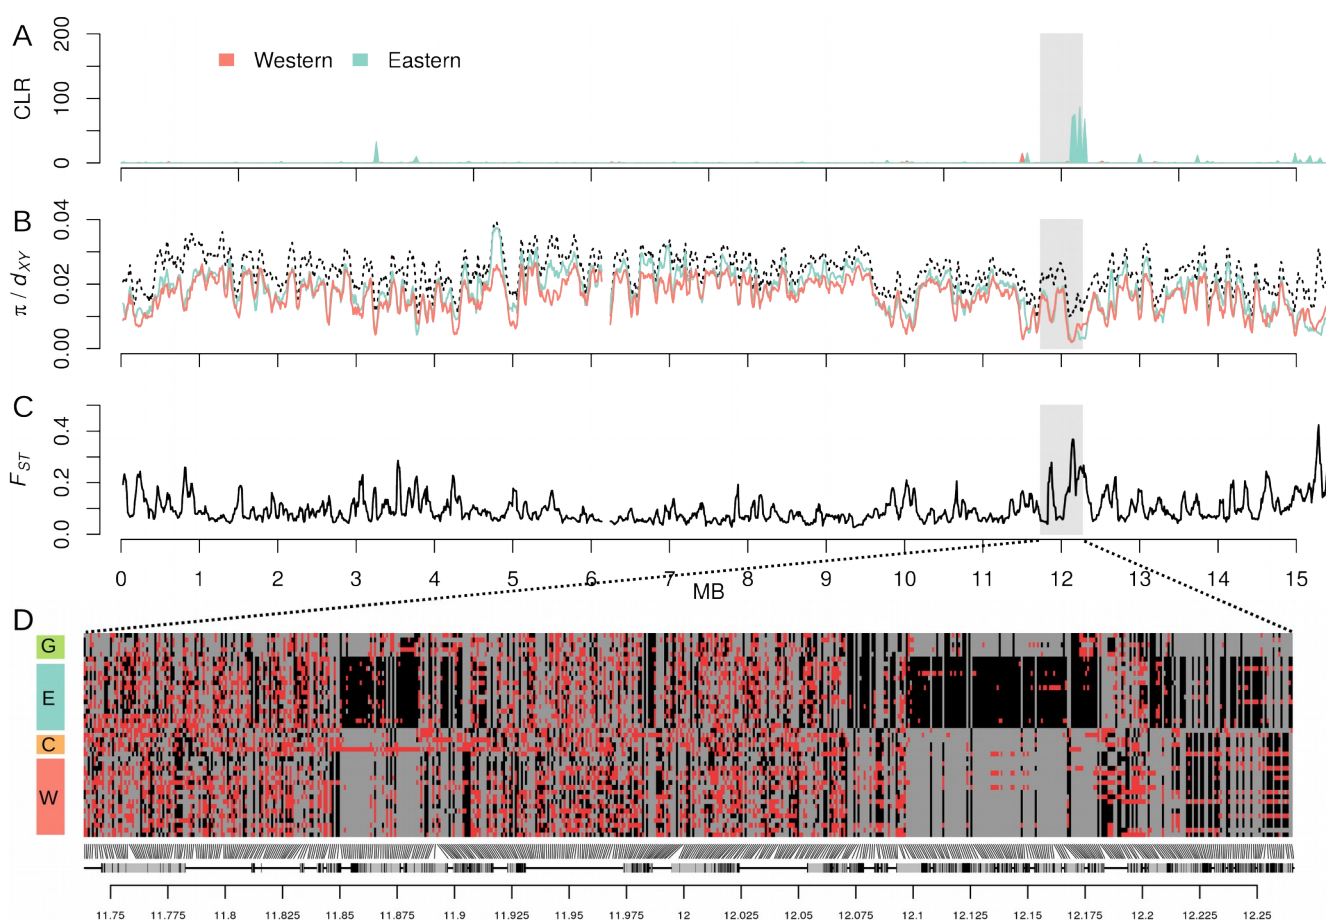 A
CLR
0 100 200
Western Eastern
B
π / dXY
0.00 0.02 0.04
C
FST
0.0 0.2 0.4
0 1 2 3 4 5 6 7 8 9 10 11 12 13 14 15
MB
D
G
E
C
W
11.75 11.775 11.8 11.825 11.85 11.875 11.9 11.925 11.95 11.975 12 12.025 12.05 12.075 12.1 12.125 12.15 12.175 12.2 12.225 12.25